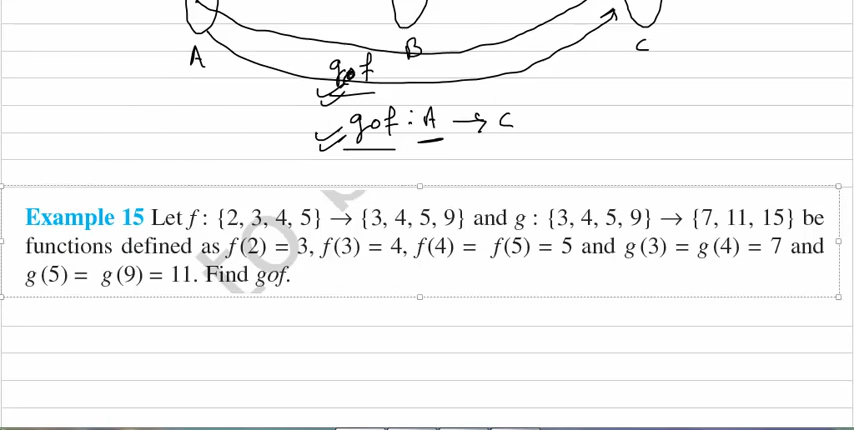 A
B
C
gof
gof : A → C
Example 15 Let f : {2, 3, 4, 5} → {3, 4, 5, 9} and g : {3, 4, 5, 9} → {7, 11, 15} be
functions defined as f(2) = 3, f(3) = 4, f(4) = f(5) = 5 and g(3) = g(4) = 7 and
g(5) = g(9) = 11. Find gof.
to